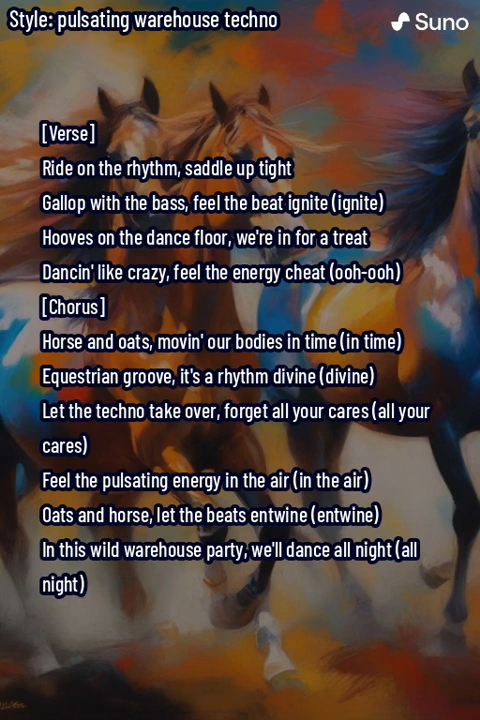 Style: pulsating warehouse techno
Suno
[Verse]
Ride on the rhythm, saddle up tight
Gallop with the bass, feel the beat ignite (ignite)
Hooves on the dance floor, we're in for a treat
Dancin' like crazy, feel the energy cheat (ooh-ooh)
[Chorus]
Horse and oats, movin' our bodies in time (in time)
Equestrian groove, it's a rhythm divine (divine)
Let the techno take over, forget all your cares (all your
cares)
Feel the pulsating energy in the air (in the air)
Oats and horse, let the beats entwine (entwine)
In this wild warehouse party, we'll dance all night (all
night)